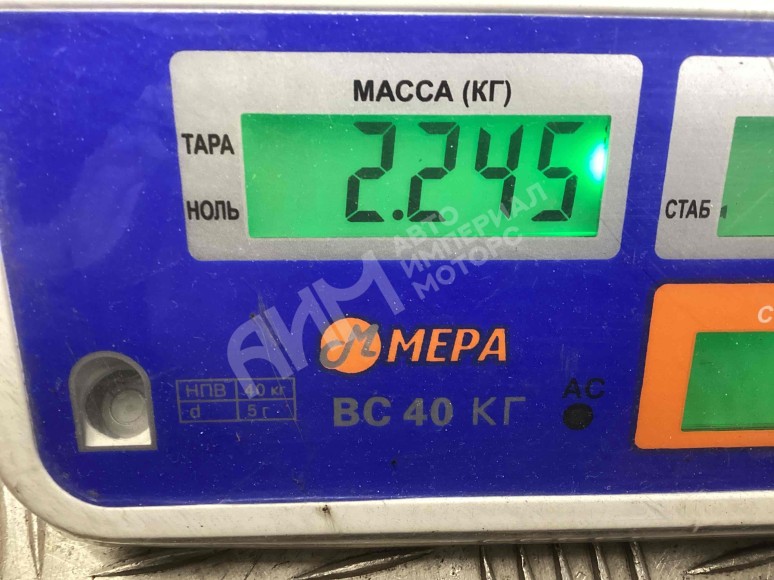 МАССА (КГ)
ТАРА
2.245
НОЛЬ
СТАБ
АИМ АВТО
ИМПЕРИАЛ
МОТОРС
М МЕРА
С
НПВ 40 кг
d 5 г
ВС 40 КГ
АС